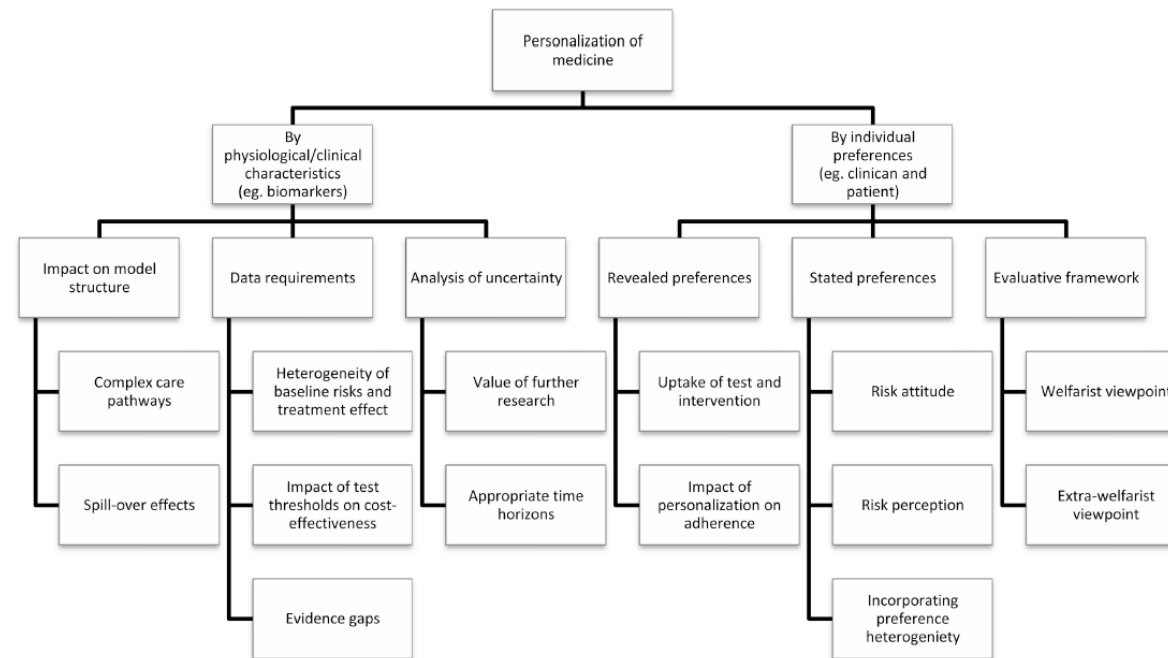 Personalization of
medicine
By
physiological/clinical
characteristics
(eg. biomarkers)
By individual
preferences
(eg. clinican and
patient)
Impact on model
structure
Data requirements
Analysis of uncertainty
Revealed preferences
Stated preferences
Evaluative framework
Complex care
pathways
Heterogeneity of
baseline risks and
treatment effect
Value of further
research
Uptake of test and
intervention
Risk attitude
Welfarist viewpoint
Spill-over effects
Impact of test
thresholds on cost-
effectiveness
Appropriate time
horizons
Impact of
personalization on
adherence
Risk perception
Extra-welfarist
viewpoint
Evidence gaps
Incorporating
preference
heterogeniety